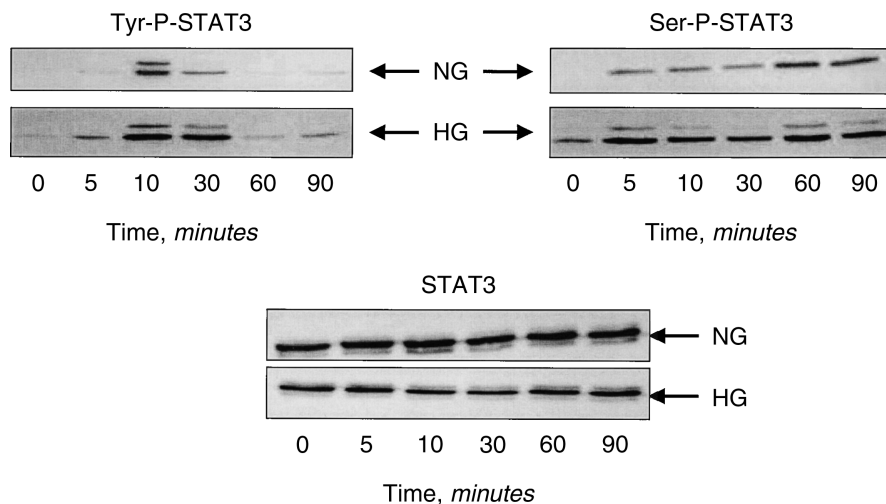 Tyr-P-STAT3
Ser-P-STAT3
NG
HG
0 5 10 30 60 90
0 5 10 30 60 90
Time, minutes
Time, minutes
STAT3
NG
HG
0 5 10 30 60 90
Time, minutes